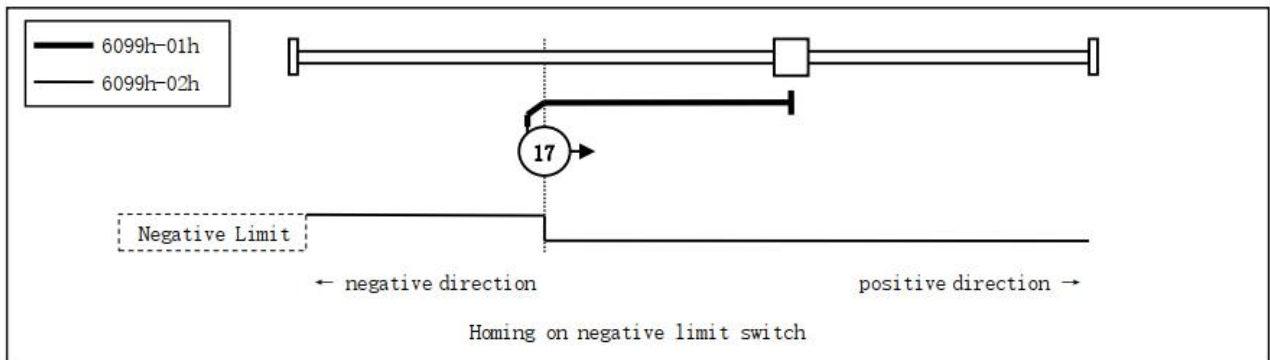 6099h-01h
6099h-02h
17
Negative Limit
← negative direction
positive direction →
Homing on negative limit switch